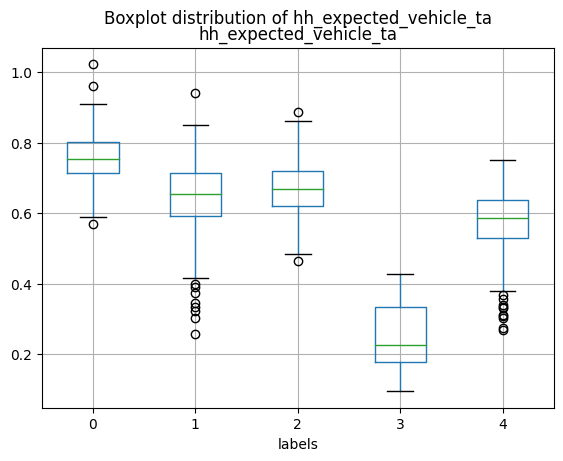 Boxplot distribution of hh_expected_vehicle_ta
hh_expected_vehicle_ta
1.0
0.8
0.6
0.4
0.2
0 1 2 3 4
labels